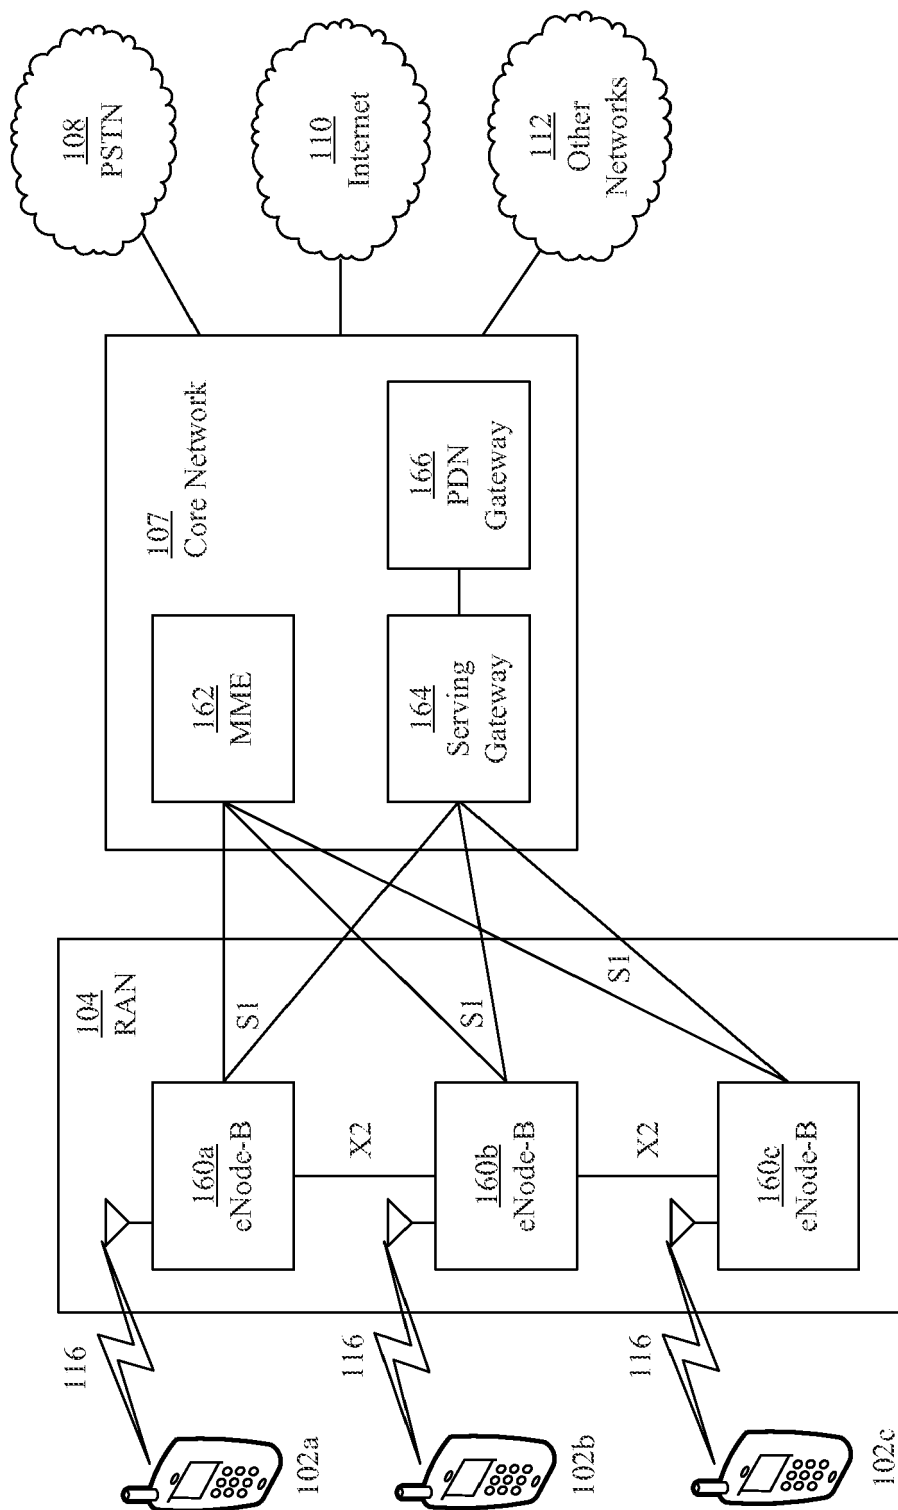 108
PSTN
110
Internet
112
Other
Networks
107
Core Network
162
MME
164
Serving
Gateway
166
PDN
Gateway
104
RAN
S1
S1
S1
160a
eNode-B
X2
160b
eNode-B
X2
160c
eNode-B
116
116
116
102a
102b
102c